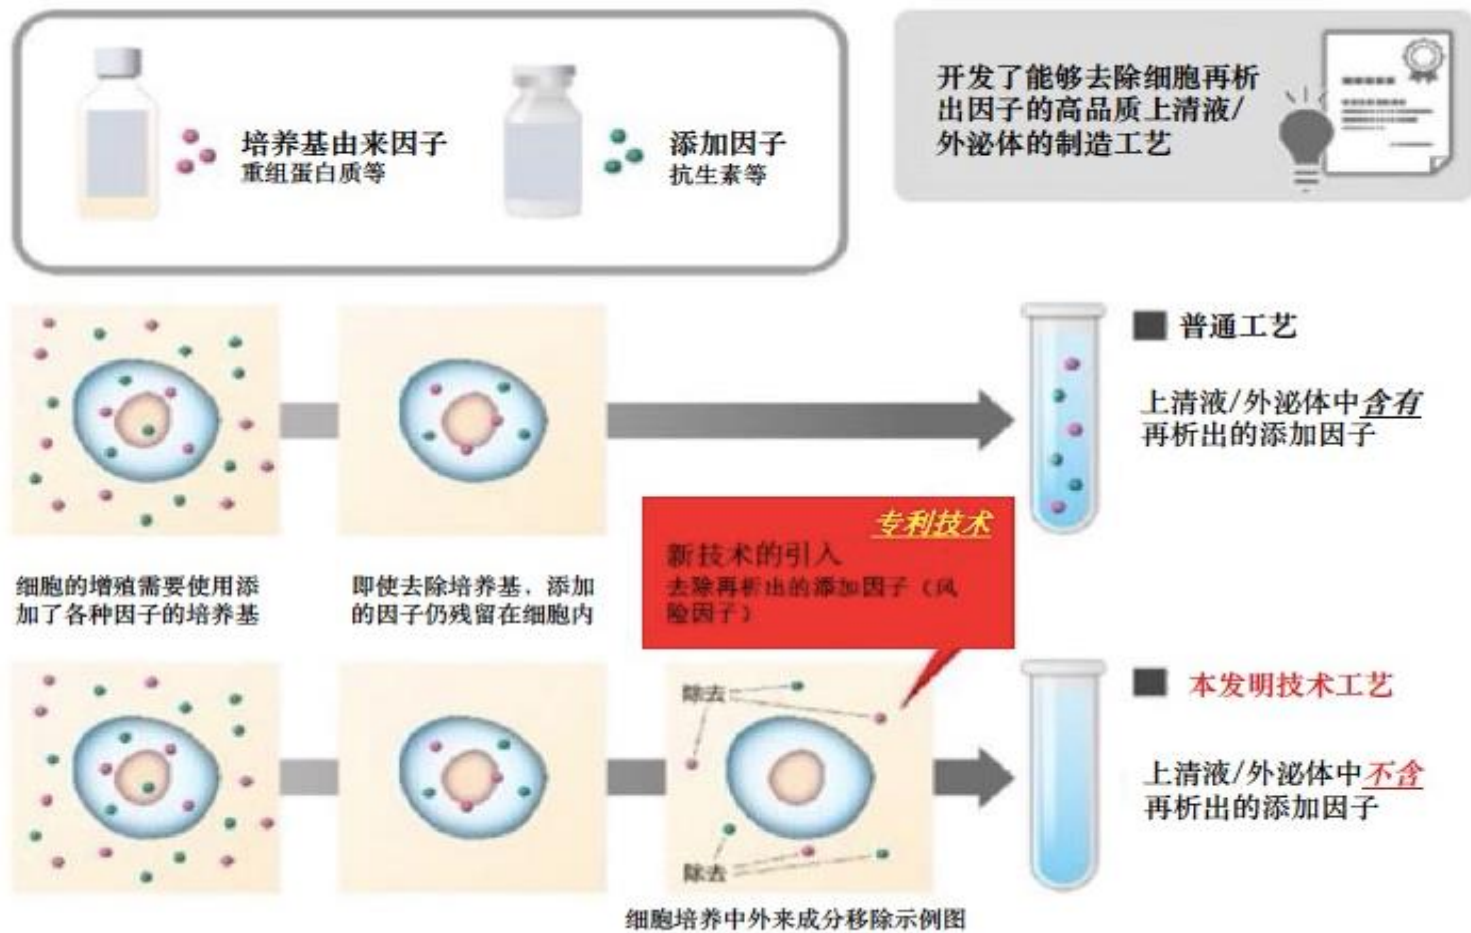 培养基由来因子
重组蛋白质等
添加因子
抗生素等
开发了能够去除细胞再析
出因子的高品质上清液/
外泌体的制造工艺
普通工艺
上清液/外泌体中含有
再析出的添加因子
细胞的增殖需要使用添
加了各种因子的培养基
即使去除培养基，添加
的因子仍残留在细胞内
专利技术
新技术的引入
去除再析出的添加因子（风
险因子）
除去
除去
本发明技术工艺
上清液/外泌体中不含
再析出的添加因子
细胞培养中外来成分移除示例图